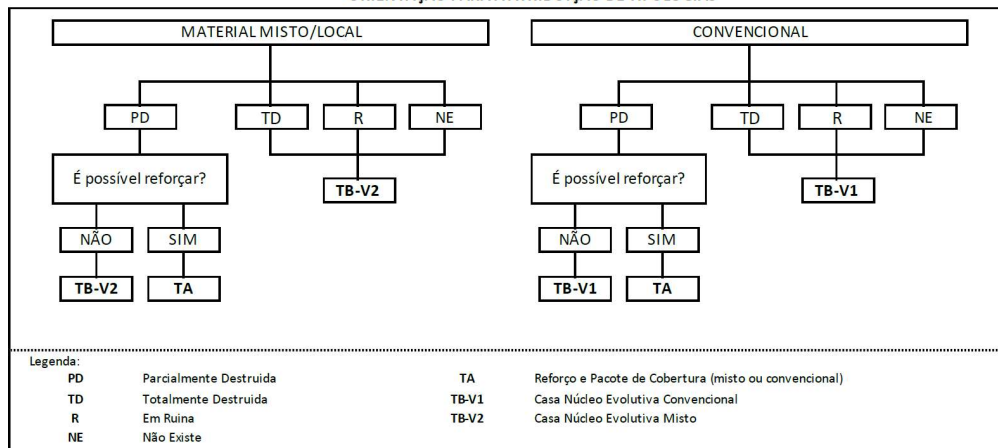 MATERIAL MISTO/LOCAL
CONVENCIONAL
PD TD R NE
PD TD R NE
É possível reforçar?
TB-V2
É possível reforçar?
TB-V1
NÃO SIM
NÃO SIM
TB-V2 TA
TB-V1 TA
Legenda:
PD Parcialmente Destruida TA Reforço e Pacote de Cobertura (misto ou convencional)
TD Totalmente Destruida TB-V1 Casa Núcleo Evolutiva Convencional
R Em Ruina TB-V2 Casa Núcleo Evolutiva Misto
NE Não Existe